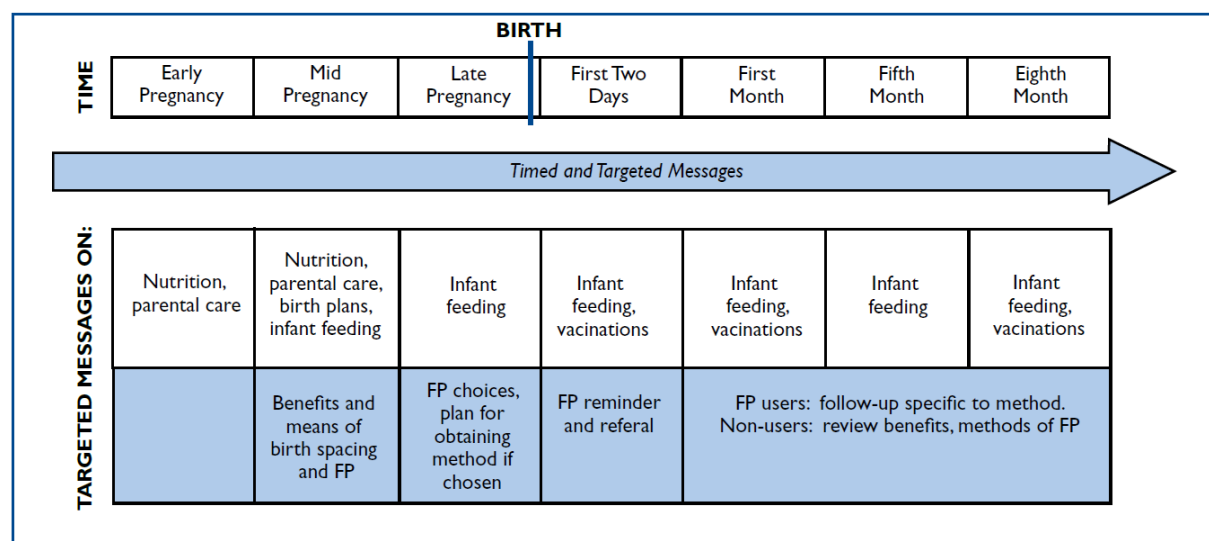 BIRTH
TIME
Early
Pregnancy
Mid
Pregnancy
Late
Pregnancy
First Two
Days
First
Month
Fifth
Month
Eighth
Month
Timed and Targeted Messages
TARGETED MESSAGES ON:
Nutrition,
parental care
Nutrition,
parental care,
birth plans,
infant feeding
Infant
feeding
Infant
feeding,
vacinations
Infant
feeding,
vacinations
Infant
feeding
Infant
feeding,
vacinations
Benefits and
means of
birth spacing
and FP
FP choices,
plan for
obtaining
method if
chosen
FP reminder
and referal
FP users: follow-up specific to method.
Non-users: review benefits, methods of FP